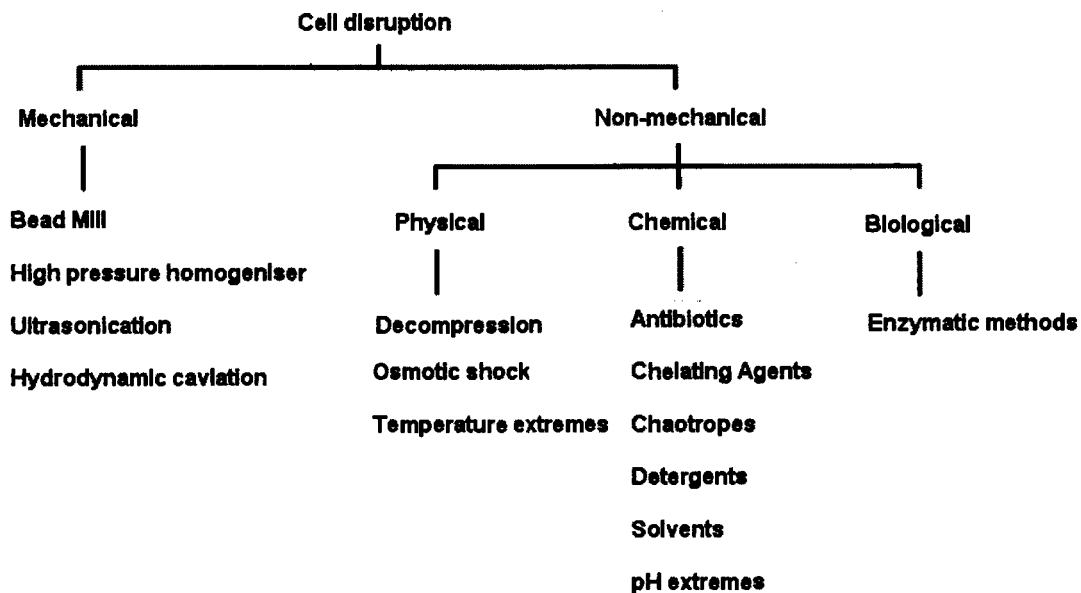 Cell disruption
Mechanical
Non-mechanical
Bead Mill
High pressure homogeniser
Ultrasonication
Hydrodynamic caviation
Physical
Decompression
Osmotic shock
Temperature extremes
Chemical
Antibiotics
Chelating Agents
Chaotropes
Detergents
Solvents
pH extremes
Biological
Enzymatic methods